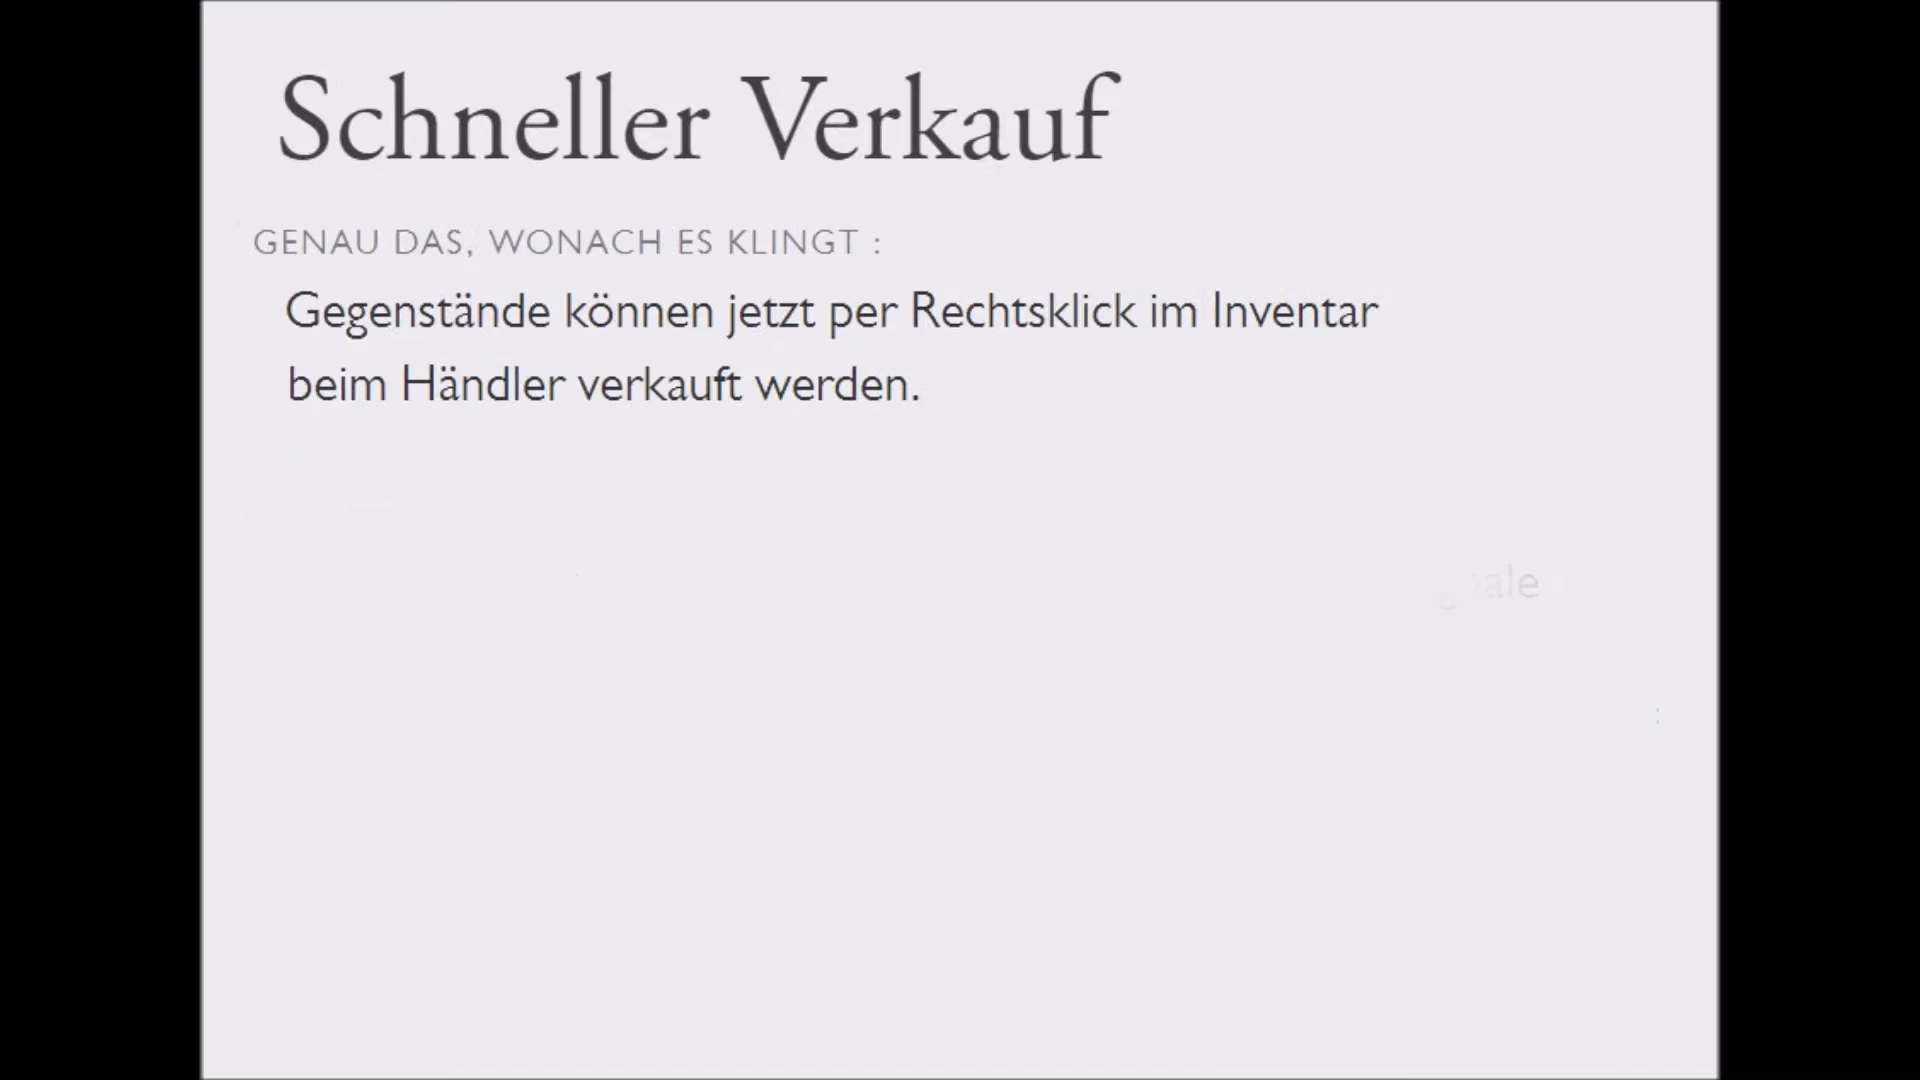 Schneller Verkauf
GENAU DAS, WONACH ES KLINGT :
Gegenstände können jetzt per Rechtsklick im Inventar
beim Händler verkauft werden.